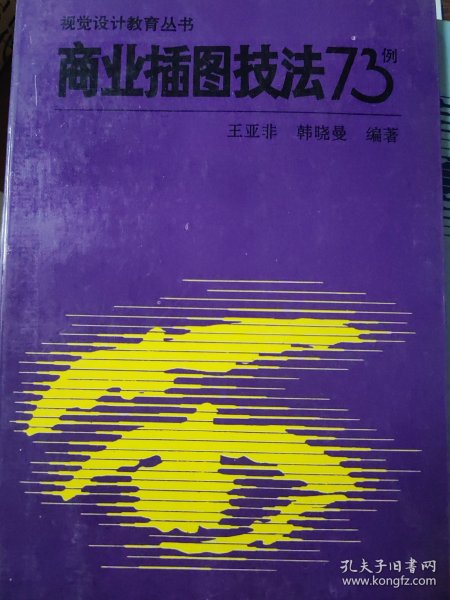 视觉设计教育丛书
商业插图技法73例
王亚非 韩晓曼 编著
孔夫子旧书网
www.kongfz.com